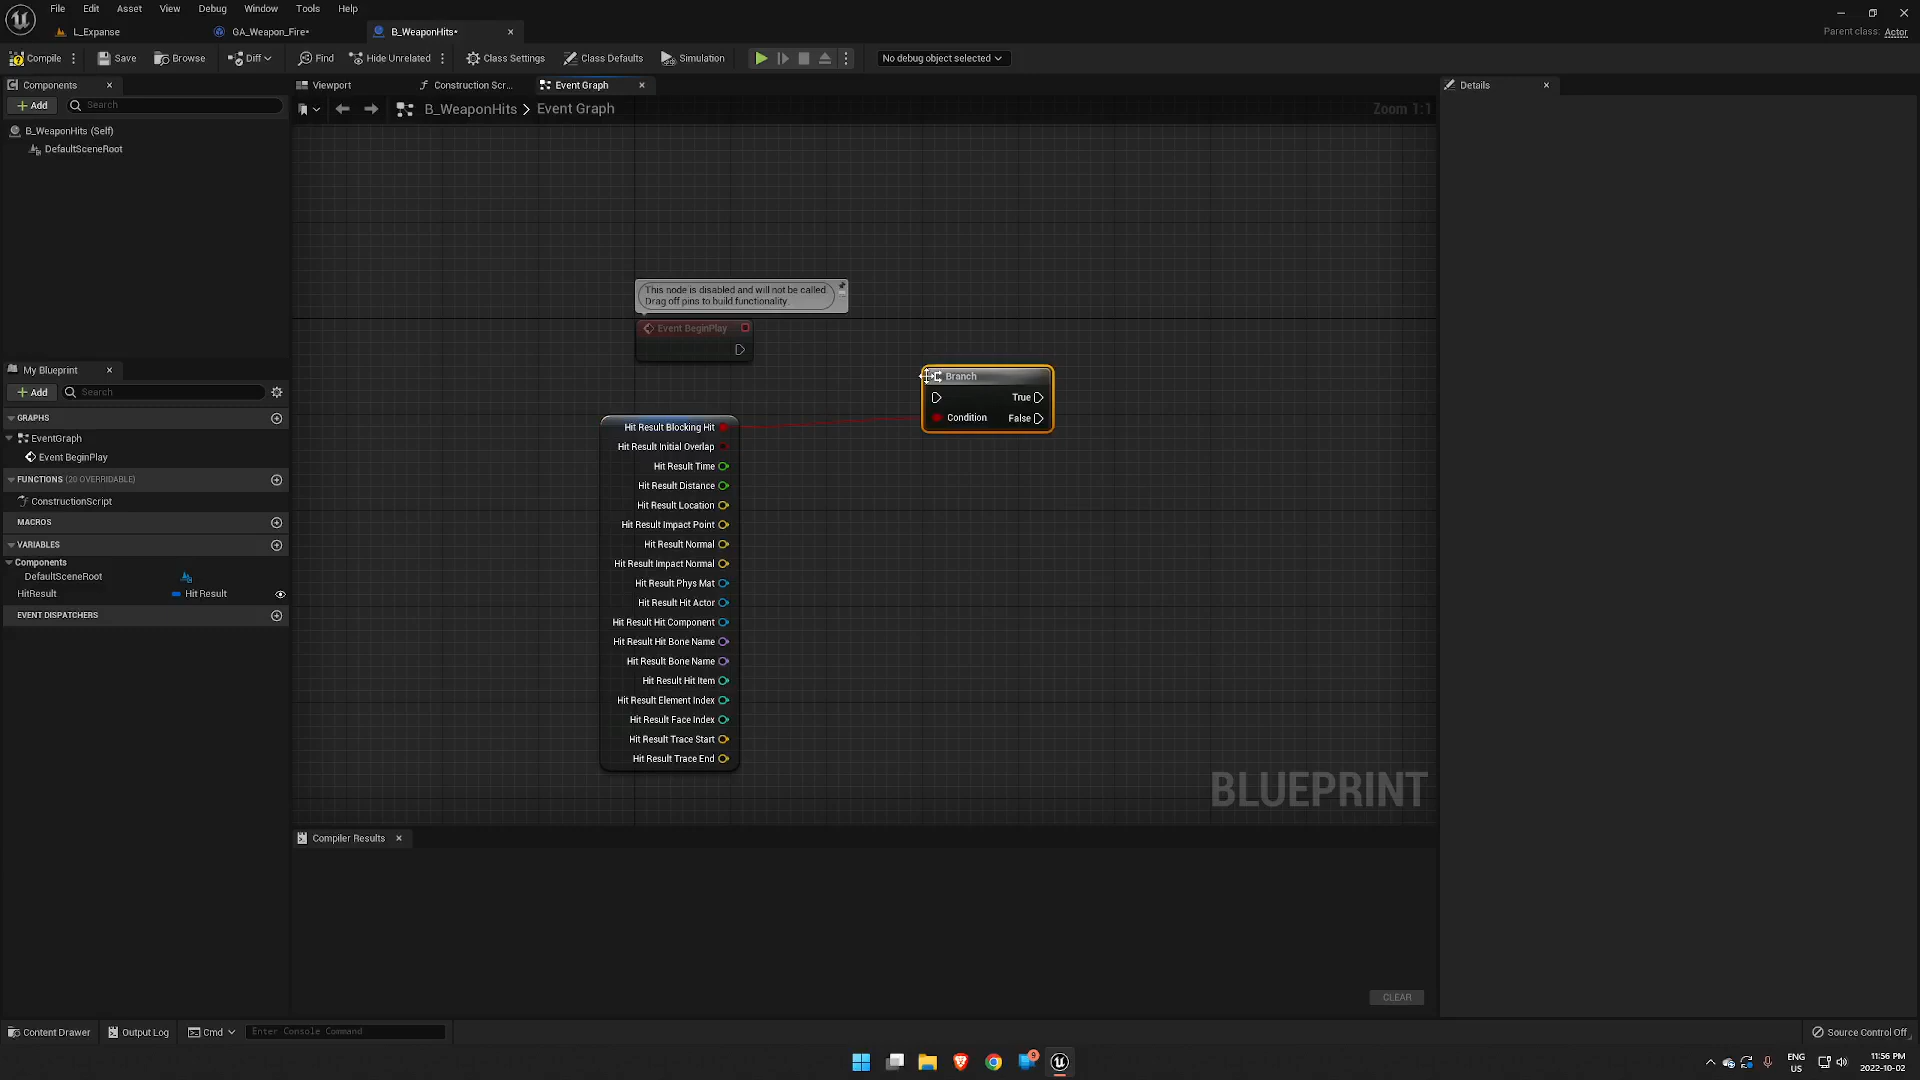 File Edit Asset View Debug Window Tools Help
L_Expanse GA_Weapon_Fire• B_WeaponHits•
Parent class: Actor
Compile Save Browse Diff Find Hide Unrelated Class Settings Class Defaults Simulation No debug object selected
Components Viewport Construction Scr... Event Graph Details
Add Search
B_WeaponHits > Event Graph Zoom 1:1
B_WeaponHits (Self)
DefaultSceneRoot
This node is disabled and will not be called.
Drag off pins to build functionality.
Event BeginPlay
Branch
True
Condition False
My Blueprint
Add Search
GRAPHS
EventGraph
Event BeginPlay
FUNCTIONS (20 OVERRIDABLE)
ConstructionScript
MACROS
VARIABLES
Components
DefaultSceneRoot
HitResult Hit Result
EVENT DISPATCHERS
Hit Result Blocking Hit
Hit Result Initial Overlap
Hit Result Time
Hit Result Distance
Hit Result Location
Hit Result Impact Point
Hit Result Normal
Hit Result Impact Normal
Hit Result Phys Mat
Hit Result Hit Actor
Hit Result Hit Component
Hit Result Hit Bone Name
Hit Result Bone Name
Hit Result Hit Item
Hit Result Element Index
Hit Result Face Index
Hit Result Trace Start
Hit Result Trace End
BLUEPRINT
Compiler Results
CLEAR
Content Drawer Output Log Cmd Enter Console Command Source Control Off
9
ENG
US
11:56 PM
2022-10-02